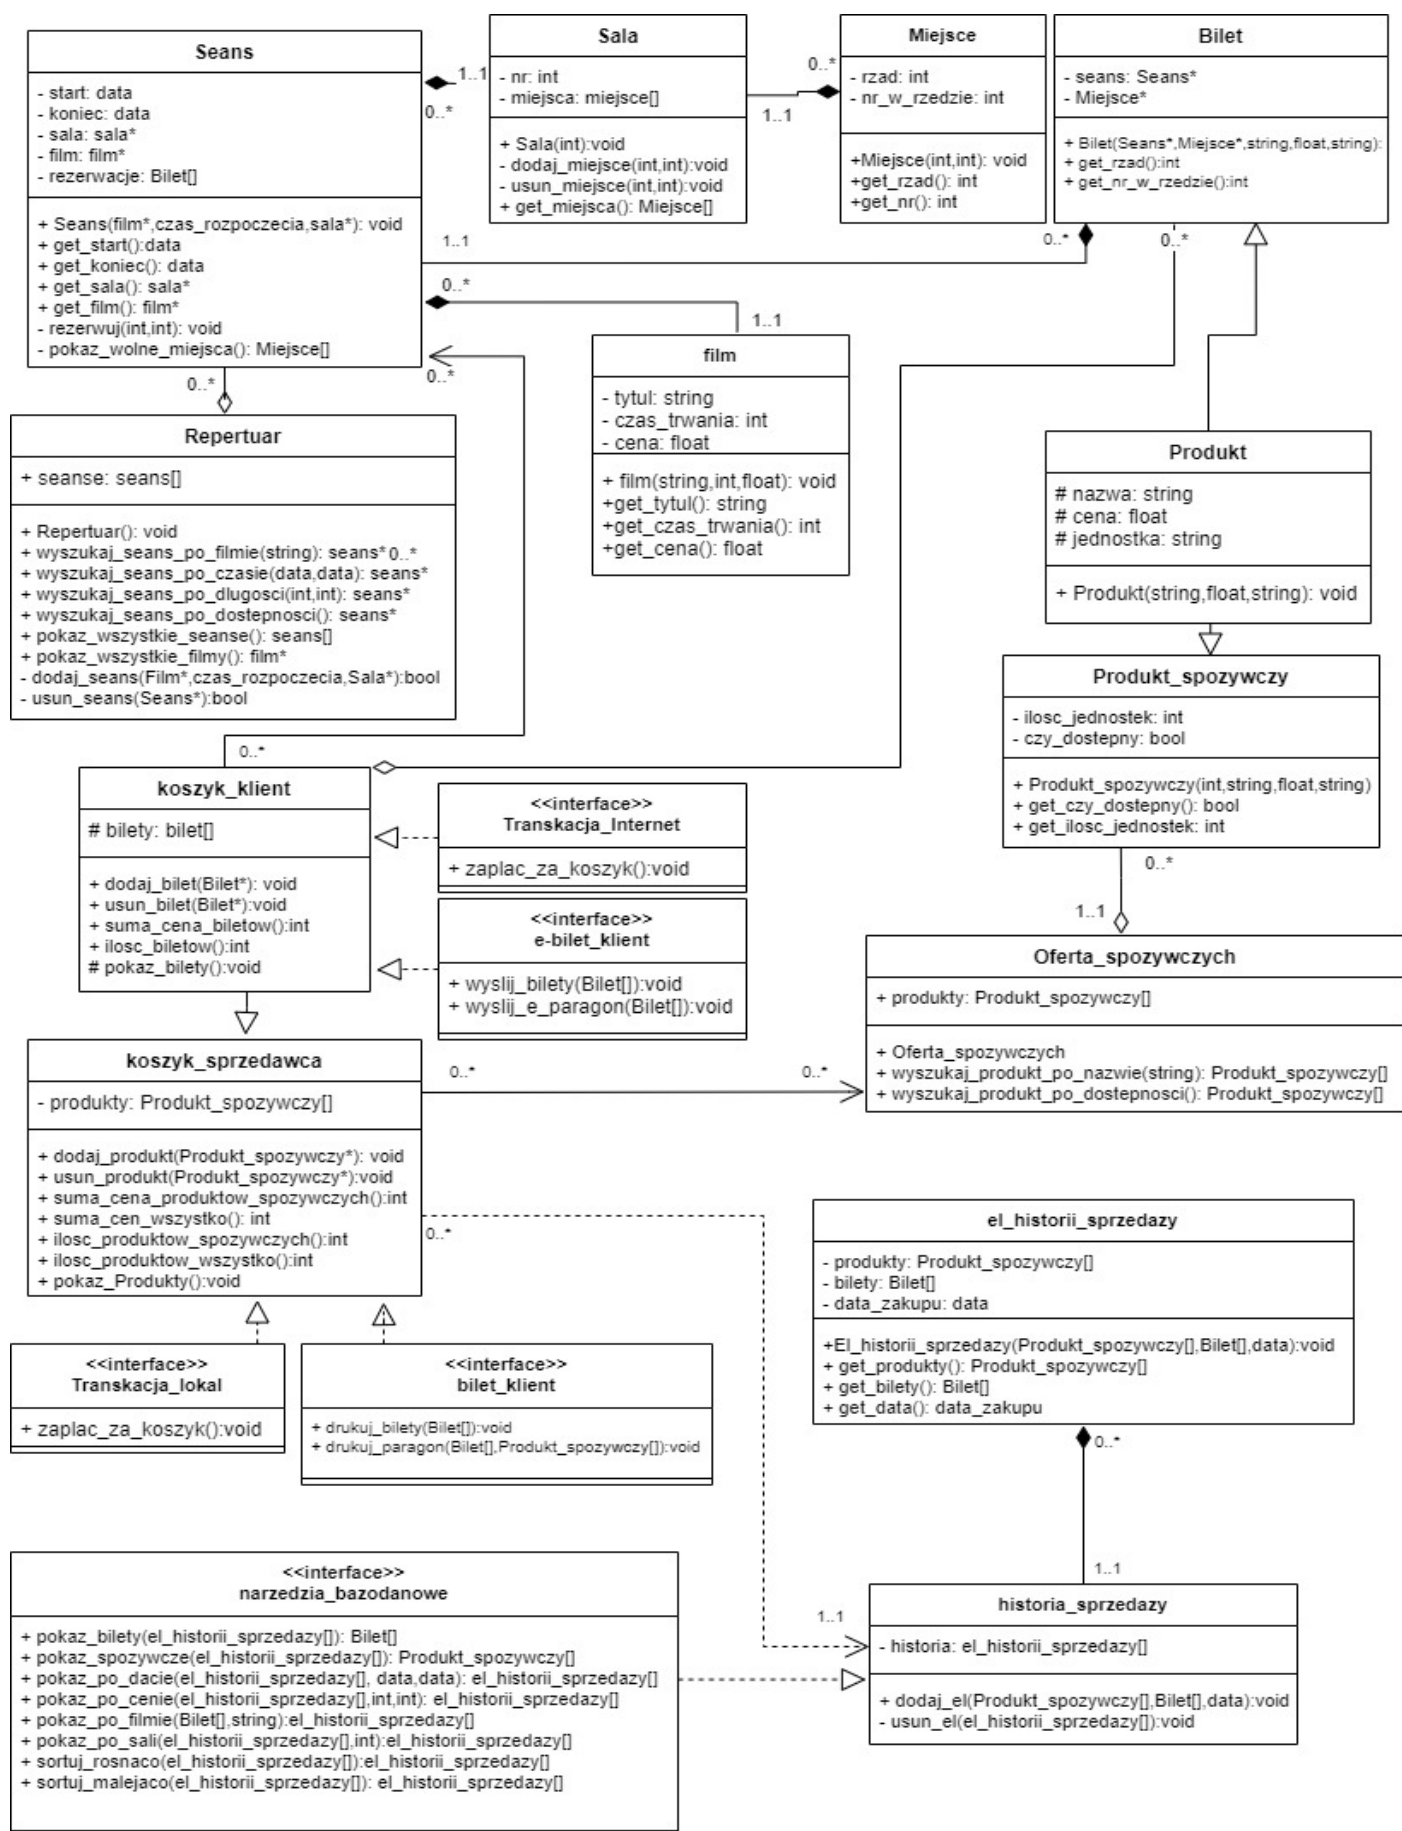 Seans
- start: data
- koniec: data
- sala: sala*
- film: film*
- rezerwacje: Bilet[]
+ Seans(film*,czas_rozpoczecia,sala*): void
+ get_start():data
+ get_koniec(): data
+ get_sala(): sala*
+ get_film(): film*
- rezerwuj(int,int): void
- pokaz_wolne_miejsca(): Miejsce[]
1..1
0..*
Sala
- nr: int
- miejsca: miejsce[]
+ Sala(int):void
- dodaj_miejsce(int,int):void
- usun_miejsce(int,int):void
+ get_miejsca(): Miejsce[]
0..*
1..1
Miejsce
- rzad: int
- nr_w_rzedzie: int
+Miejsce(int,int): void
+get_rzad(): int
+get_nr(): int
Bilet
- seans: Seans*
- Miejsce*
+ Bilet(Seans*,Miejsce*,string,float,string):
+ get_rzad():int
+ get_nr_w_rzedzie():int
1..1
0..*
0..*
0..*
1..1
0..*
0..*
film
- tytul: string
- czas_trwania: int
- cena: float
+ film(string,int,float): void
+get_tytul(): string
+get_czas_trwania(): int
+get_cena(): float
Repertuar
+ seanse: seans[]
+ Repertuar(): void
+ wyszukaj_seans_po_filmie(string): seans* 0..*
+ wyszukaj_seans_po_czasie(data,data): seans*
+ wyszukaj_seans_po_dlugosci(int,int): seans*
+ wyszukaj_seans_po_dostepnosci(): seans*
+ pokaz_wszystkie_seanse(): seans[]
+ pokaz_wszystkie_filmy(): film*
- dodaj_seans(Film*,czas_rozpoczecia,Sala*):bool
- usun_seans(Seans*):bool
Produkt
# nazwa: string
# cena: float
# jednostka: string
+ Produkt(string,float,string): void
Produkt_spozywczy
- ilosc_jednostek: int
- czy_dostepny: bool
+ Produkt_spozywczy(int,string,float,string)
+ get_czy_dostepny(): bool
+ get_ilosc_jednostek: int
0..*
0..*
1..1
koszyk_klient
# bilety: bilet[]
+ dodaj_bilet(Bilet*): void
+ usun_bilet(Bilet*):void
+ suma_cena_biletow():int
+ ilosc_biletow():int
# pokaz_bilety():void
<<interface>>
Transkacja_Internet
+ zaplac_za_koszyk():void
<<interface>>
e-bilet_klient
+ wyslij_bilety(Bilet[]):void
+ wyslij_e_paragon(Bilet[]):void
Oferta_spozywczych
+ produkty: Produkt_spozywczy[]
+ Oferta_spozywczych
+ wyszukaj_produkt_po_nazwie(string): Produkt_spozywczy[]
+ wyszukaj_produkt_po_dostepnosci(): Produkt_spozywczy[]
koszyk_sprzedawca
- produkty: Produkt_spozywczy[]
+ dodaj_produkt(Produkt_spozywczy*): void
+ usun_produkt(Produkt_spozywczy*):void
+ suma_cena_produktow_spozywczych():int
+ suma_cen_wszystko(): int
+ ilosc_produktow_spozywczych():int
+ ilosc_produktow_wszystko():int
+ pokaz_Produkty():void
0..*
0..*
0..*
el_historii_sprzedazy
- produkty: Produkt_spozywczy[]
- bilety: Bilet[]
- data_zakupu: data
+El_historii_sprzedazy(Produkt_spozywczy[],Bilet[],data):void
+ get_produkty(): Produkt_spozywczy[]
+ get_bilety(): Bilet[]
+ get_data(): data_zakupu
<<interface>>
Transkacja_lokal
+ zaplac_za_koszyk():void
<<interface>>
bilet_klient
+ drukuj_bilety(Bilet[]):void
+ drukuj_paragon(Bilet[],Produkt_spozywczy[]):void
0..*
1..1
1..1
<<interface>>
narzedzia_bazodanowe
+ pokaz_bilety(el_historii_sprzedazy[]): Bilet[]
+ pokaz_spozywcze(el_historii_sprzedazy[]): Produkt_spozywczy[]
+ pokaz_po_dacie(el_historii_sprzedazy[], data,data): el_historii_sprzedazy[]
+ pokaz_po_cenie(el_historii_sprzedazy[],int,int): el_historii_sprzedazy[]
+ pokaz_po_filmie(Bilet[],string):el_historii_sprzedazy[]
+ pokaz_po_sali(el_historii_sprzedazy[],int):el_historii_sprzedazy[]
+ sortuj_rosnaco(el_historii_sprzedazy[]):el_historii_sprzedazy[]
+ sortuj_malejaco(el_historii_sprzedazy[]): el_historii_sprzedazy[]
historia_sprzedazy
- historia: el_historii_sprzedazy[]
+ dodaj_el(Produkt_spozywczy[],Bilet[],data):void
- usun_el(el_historii_sprzedazy[]):void